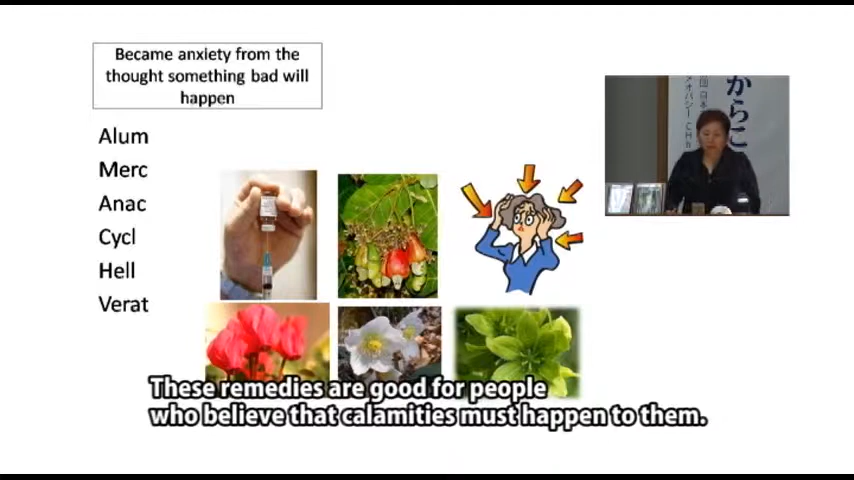 Became anxiety from the
thought something bad will
happen
Alum
Merc
Anac
Cycl
Hell
Verat
からこ
These remedies are good for people
who believe that calamities must happen to them.